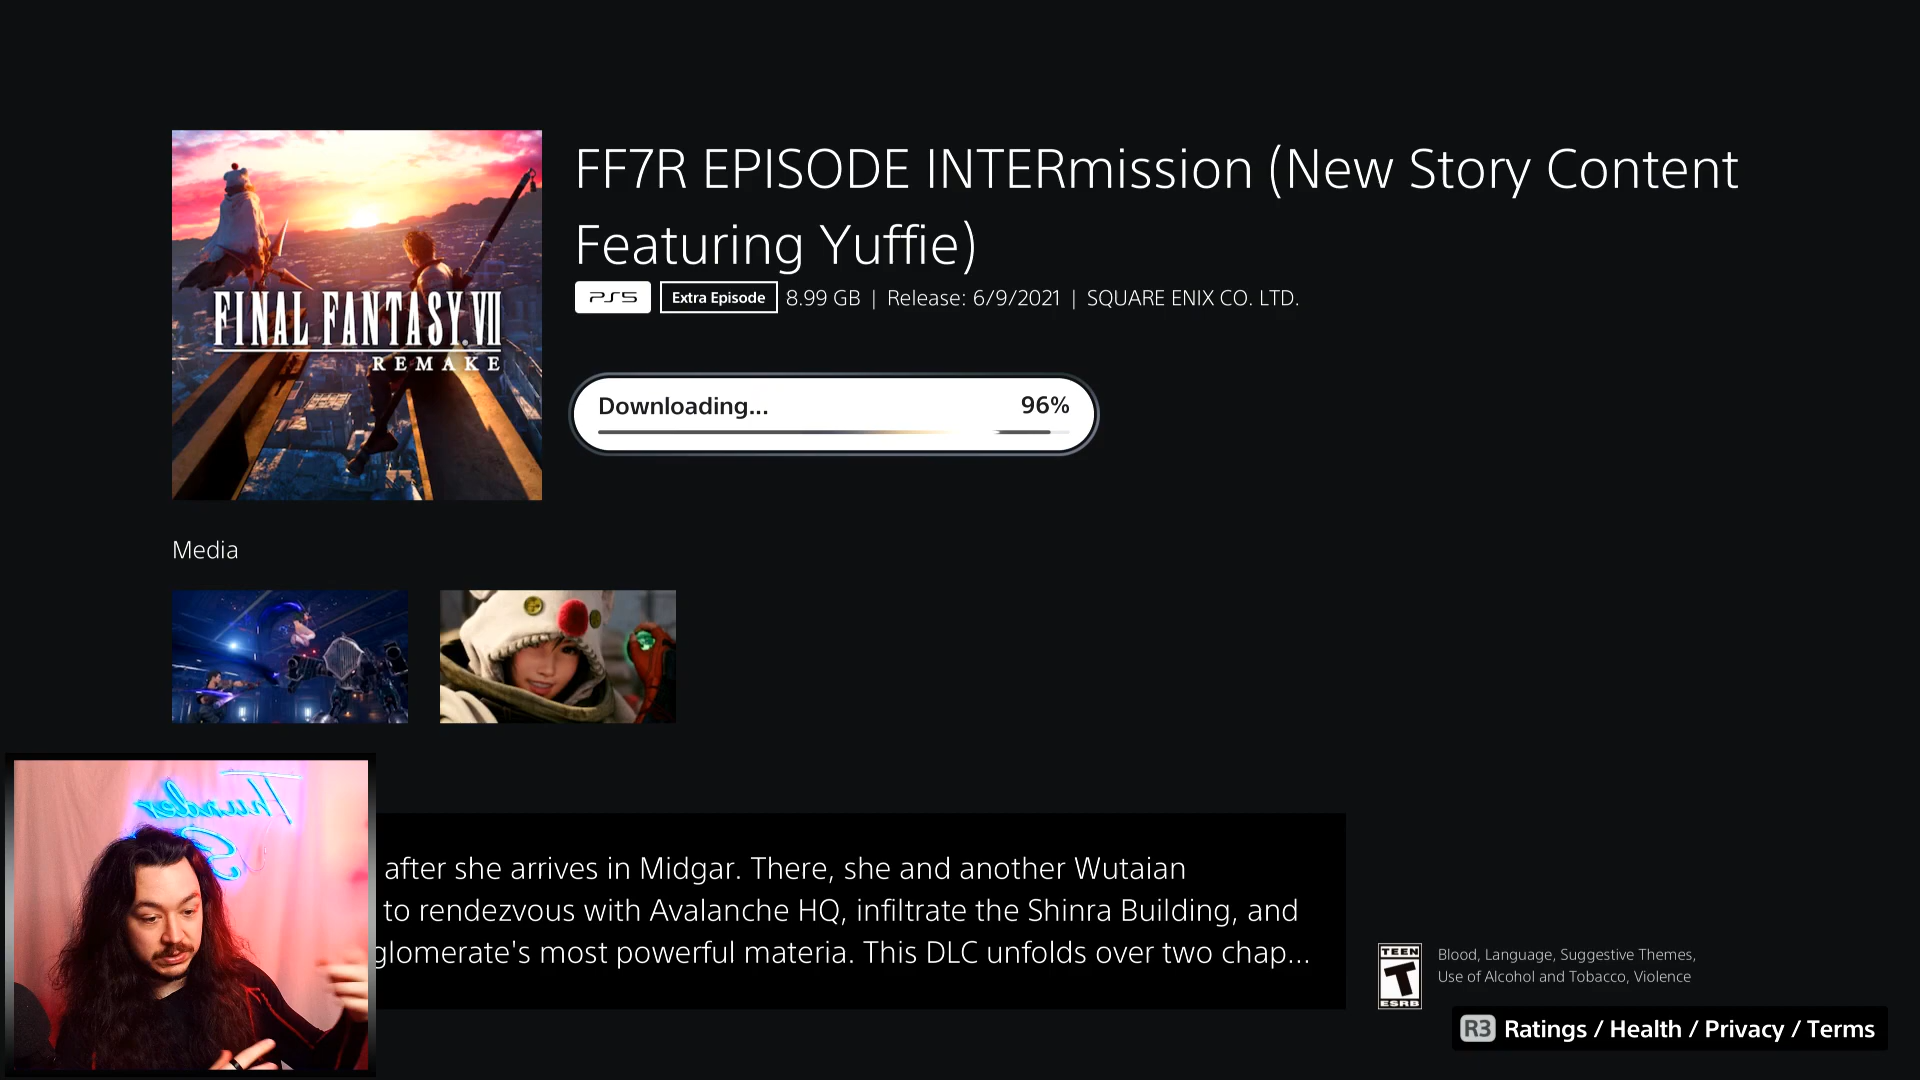 FF7R EPISODE INTERmission (New Story Content
Featuring Yuffie)
PS5 Extra Episode 8.99 GB | Release: 6/9/2021 | SQUARE ENIX CO. LTD.
FINAL FANTASY VII
REMAKE
Downloading... 96%
Media
Thunder
after she arrives in Midgar. There, she and another Wutaian
to rendezvous with Avalanche HQ, infiltrate the Shinra Building, and
glomerate's most powerful materia. This DLC unfolds over two chap...
TEEN
T
ESRB
Blood, Language, Suggestive Themes,
Use of Alcohol and Tobacco, Violence
R3 Ratings / Health / Privacy / Terms